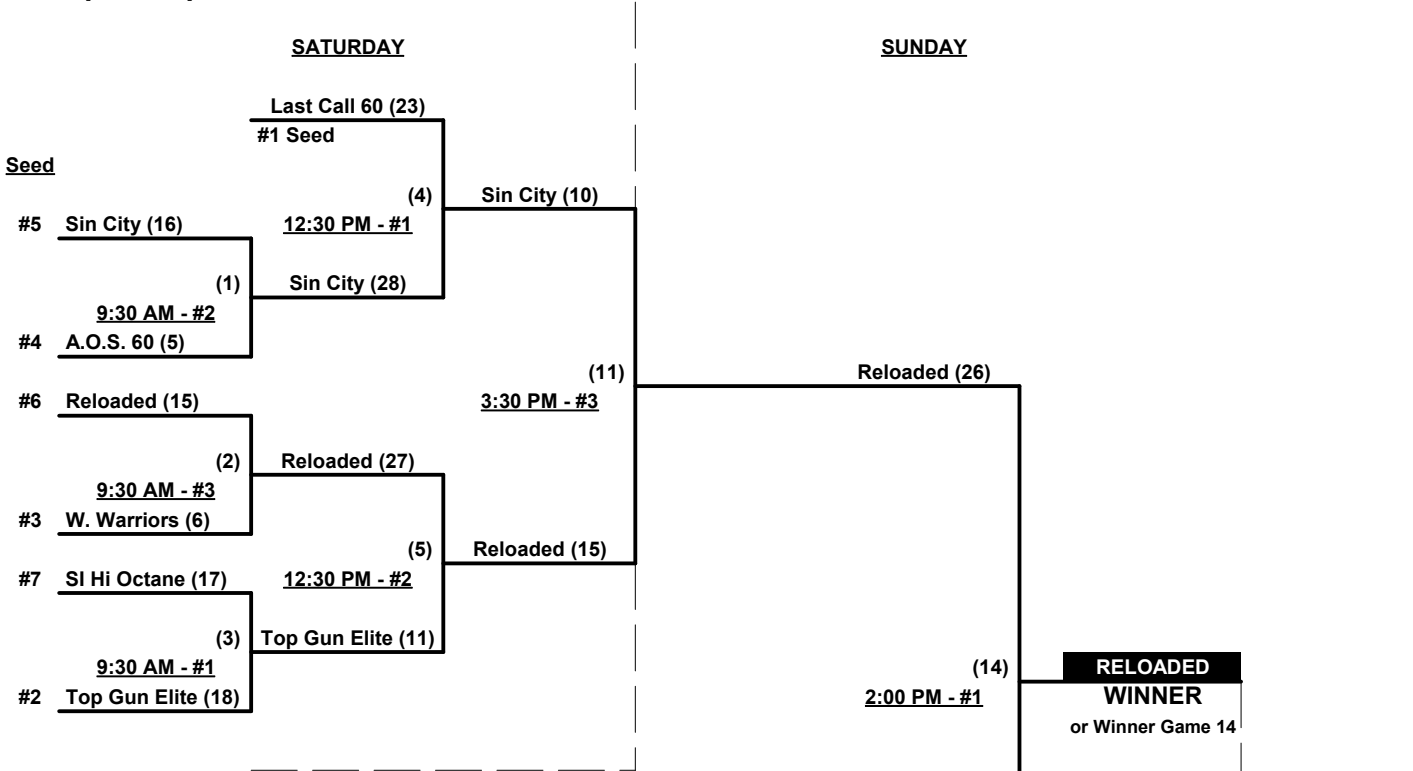 SATURDAY
SUNDAY
Last Call 60 (23)
#1 Seed
Seed
(4)
Sin City (10)
#5 Sin City (16)
12:30 PM - #1
(1)
Sin City (28)
9:30 AM - #2
#4 A.O.S. 60 (5)
(11)
Reloaded (26)
#6 Reloaded (15)
3:30 PM - #3
(2)
Reloaded (27)
9:30 AM - #3
#3 W. Warriors (6)
(5)
Reloaded (15)
#7 SI Hi Octane (17)
12:30 PM - #2
(3)
Top Gun Elite (11)
9:30 AM - #1
(14)
RELOADED
#2 Top Gun Elite (18)
2:00 PM - #1
WINNER
or Winner Game 14